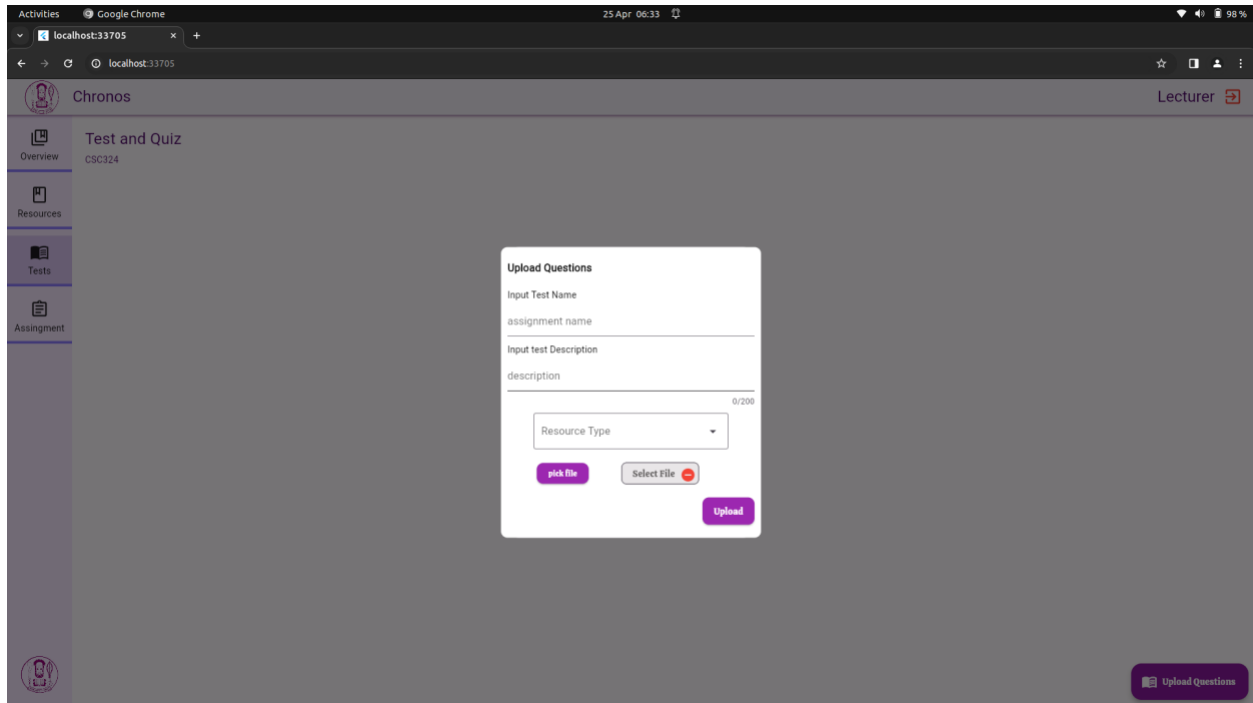 Activities Google Chrome 25 Apr 06:33 98 %
localhost:33705 × +
localhost:33705
Chronos Lecturer
Overview
Resources
Tests
Assingment
Test and Quiz
CSC324
Upload Questions
Input Test Name
assignment name
Input test Description
description
0/200
Resource Type
pick file Select File
Upload
Upload Questions